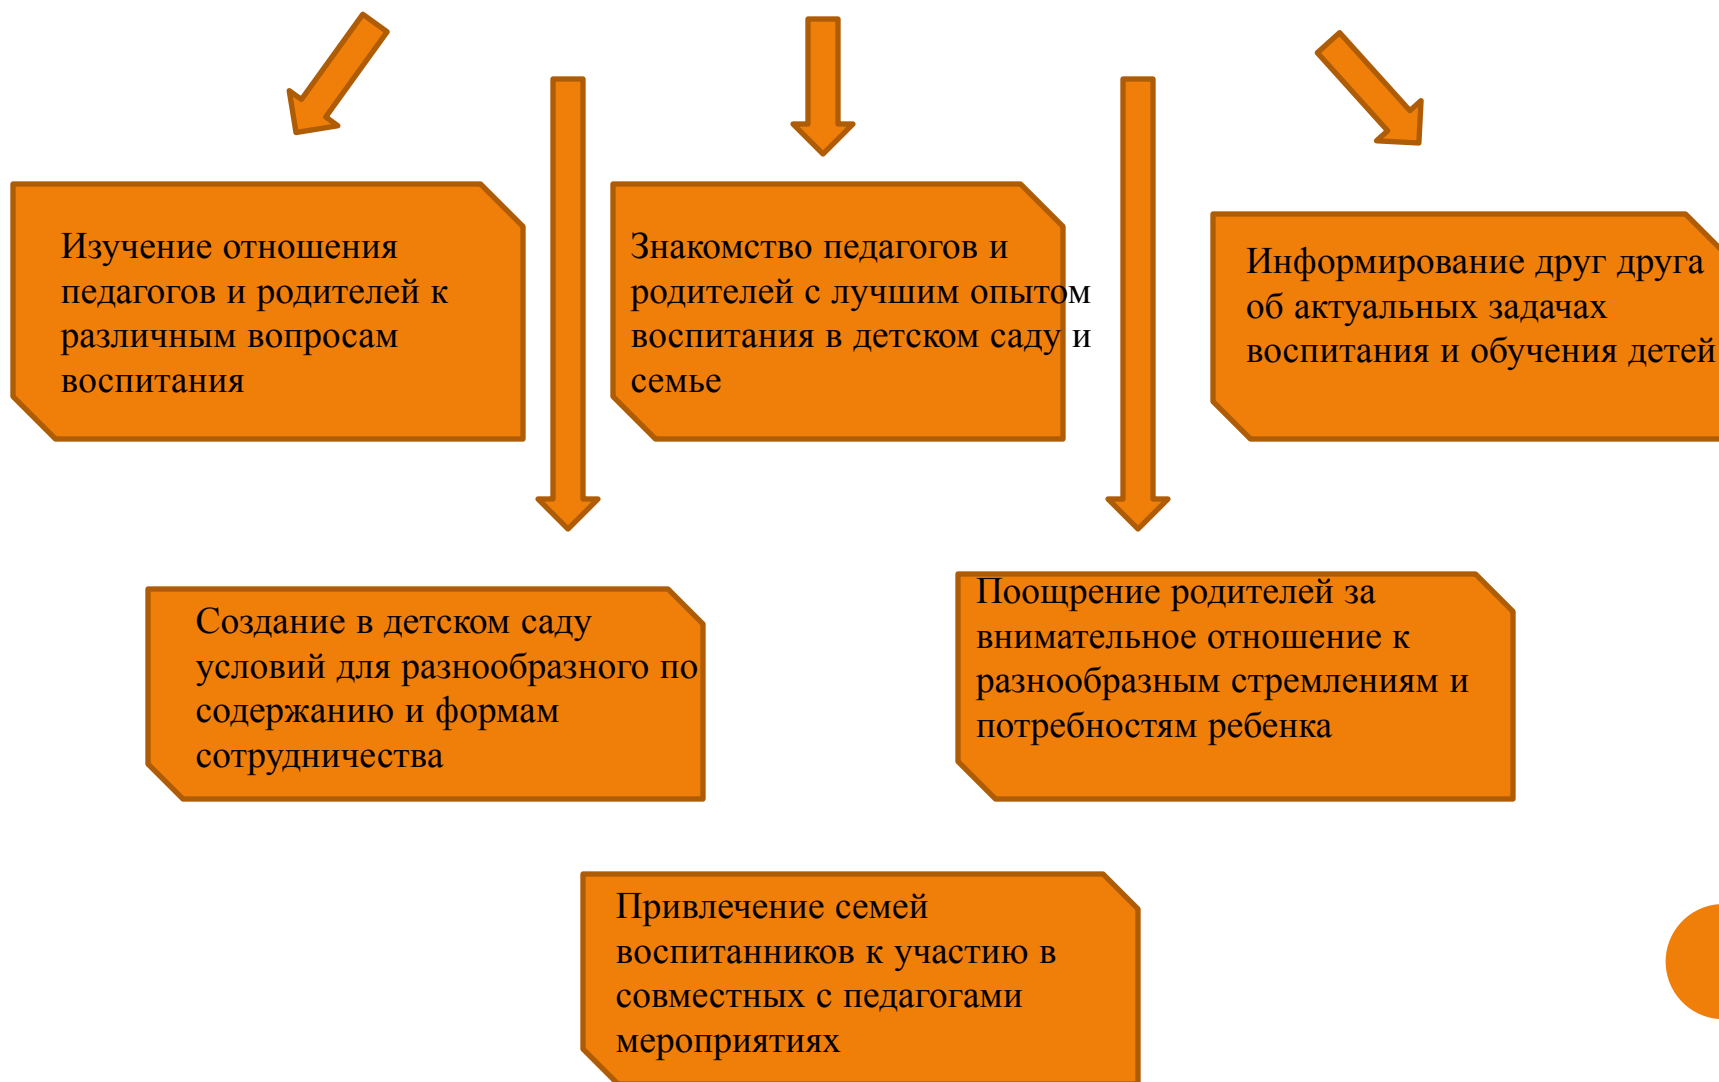 Изучение отношения
педагогов и родителей к
различным вопросам
воспитания
Знакомство педагогов и
родителей с лучшим опытом
воспитания в детском саду и
семье
Информирование друг друга
об актуальных задачах
воспитания и обучения детей
Создание в детском саду
условий для разнообразного по
содержанию и формам
сотрудничества
Поощрение родителей за
внимательное отношение к
разнообразным стремлениям и
потребностям ребенка
Привлечение семей
воспитанников к участию в
совместных с педагогами
мероприятиях